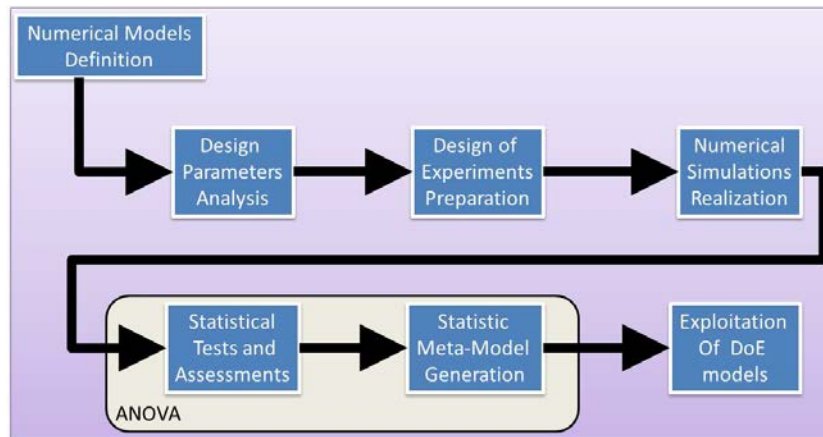 Numerical Models
Definition
Design
Parameters
Analysis
Design of
Experiments
Preparation
Numerical
Simulations
Realization
Statistical
Tests and
Assessments
Statistic
Meta-Model
Generation
Exploitation
Of DoE
models
ANOVA